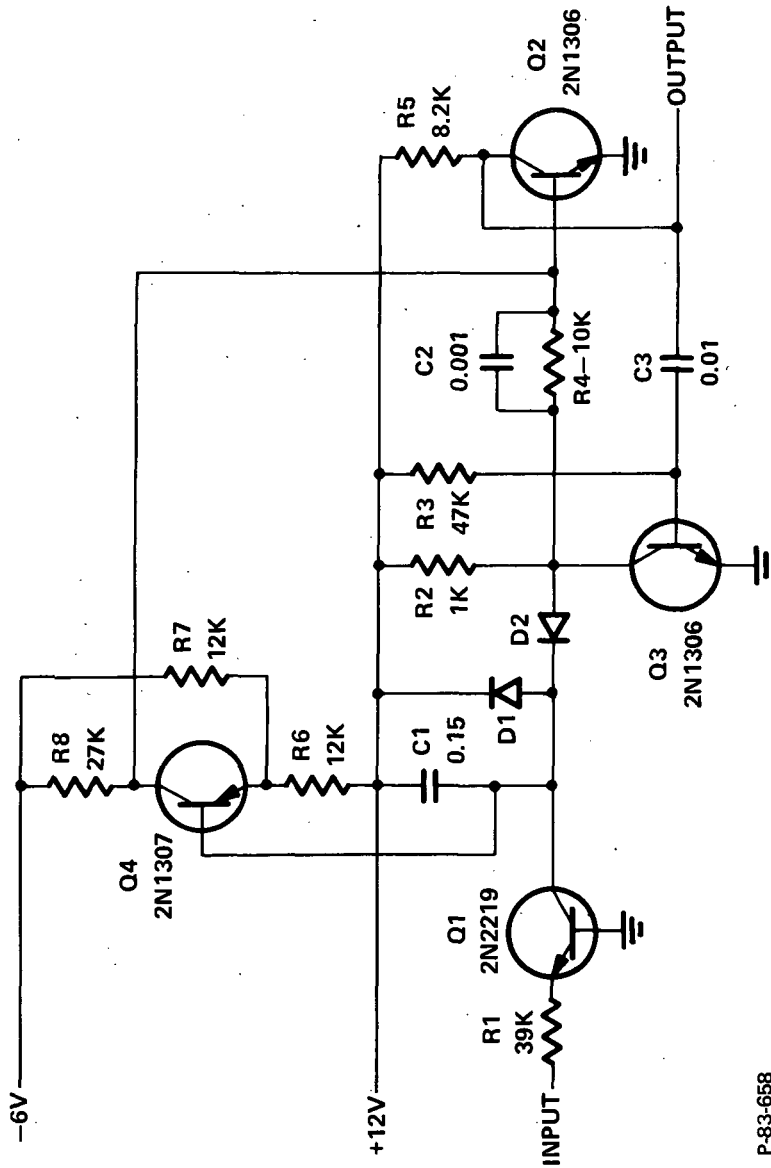 −6V
+12V
INPUT
R1
39K
Q1
2N2219
Q4
2N1307
R8
27K
R7
12K
R6
12K
C1
0.15
D1
D2
R2
1K
R3
47K
Q3
2N1306
C2
0.001
R4−10K
C3
0.01
R5
8.2K
Q2
2N1306
OUTPUT
P-83-658